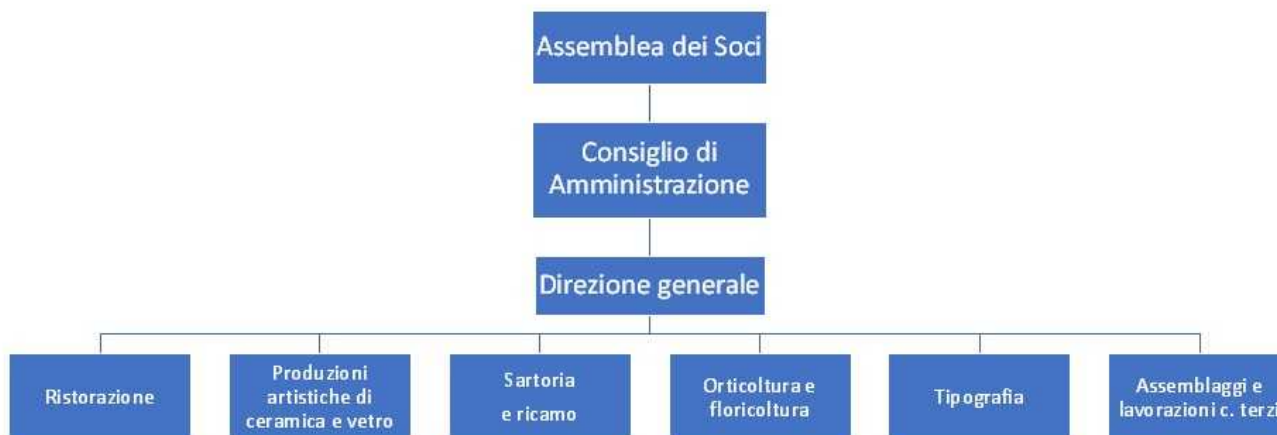 Assemblea dei Soci
Consiglio di
Amministrazione
Direzione generale
Ristorazione
Produzioni
artistiche di
ceramica e vetro
Sartoria
e ricamo
Orticoltura e
floricoltura
Tipografia
Assemblaggi e
lavorazioni c. terzi